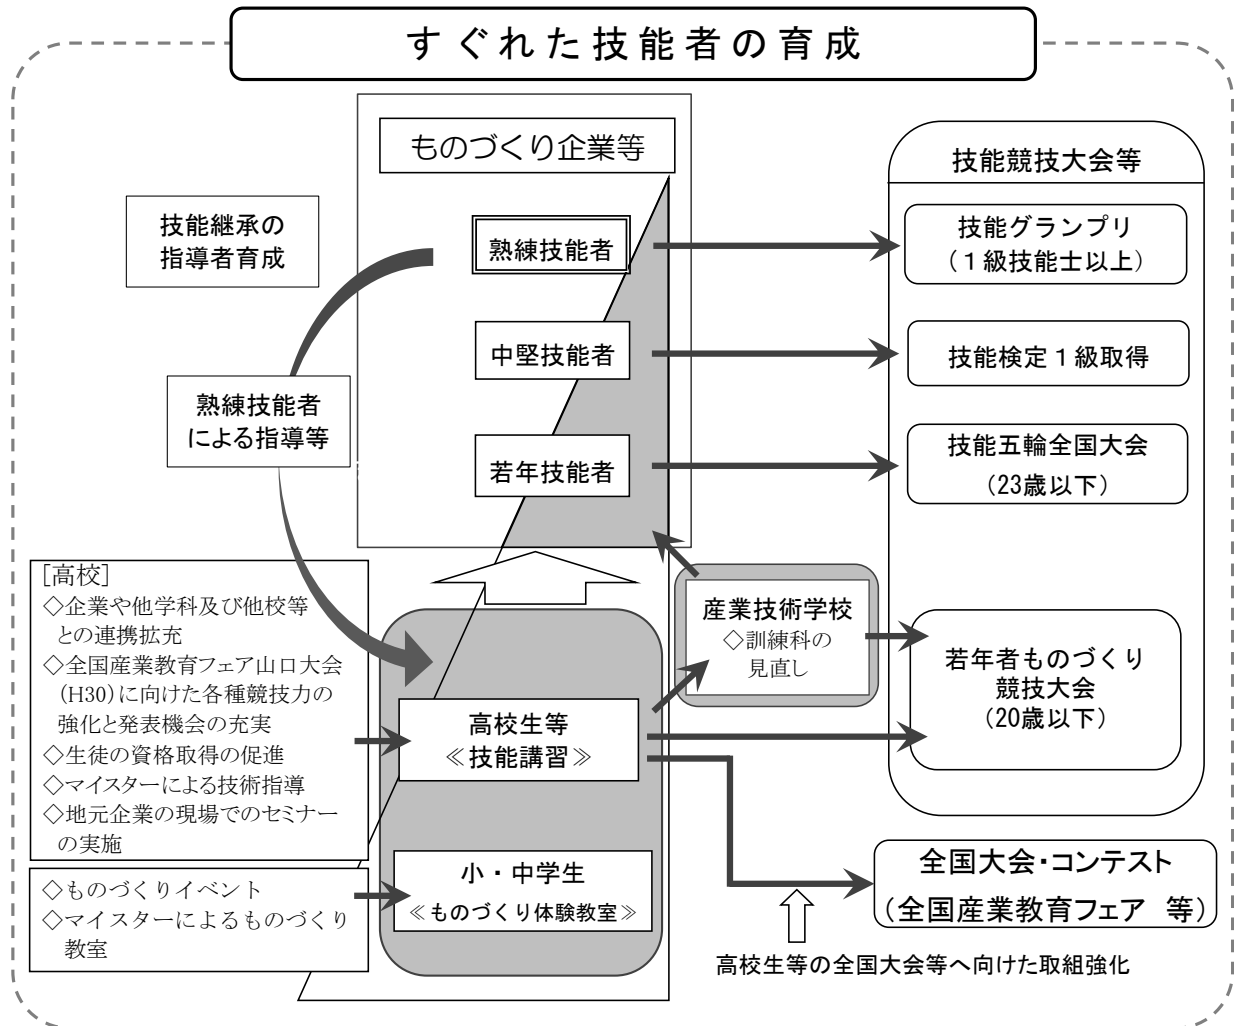 すぐれた技能者の育成
ものづくり企業等
技能継承の
指導者育成
熟練技能者
中堅技能者
若年技能者
熟練技能者
による指導等
技能競技大会等
技能グランプリ
(1級技能士以上)
技能検定1級取得
技能五輪全国大会
(23歳以下)
若年者ものづくり
競技大会
(20歳以下)
産業技術学校
◇訓練科の
見直し
[高校]
◇企業や他学科及び他校等
との連携拡充
◇全国産業教育フェア山口大会
(H30)に向けた各種競技力の
強化と発表機会の充実
◇生徒の資格取得の促進
◇マイスターによる技術指導
◇地元企業の現場でのセミナー
の実施
高校生等
≪技能講習≫
◇ものづくりイベント
◇マイスターによるものづくり
教室
小・中学生
≪ものづくり体験教室≫
全国大会・コンテスト
(全国産業教育フェア 等)
高校生等の全国大会等へ向けた取組強化